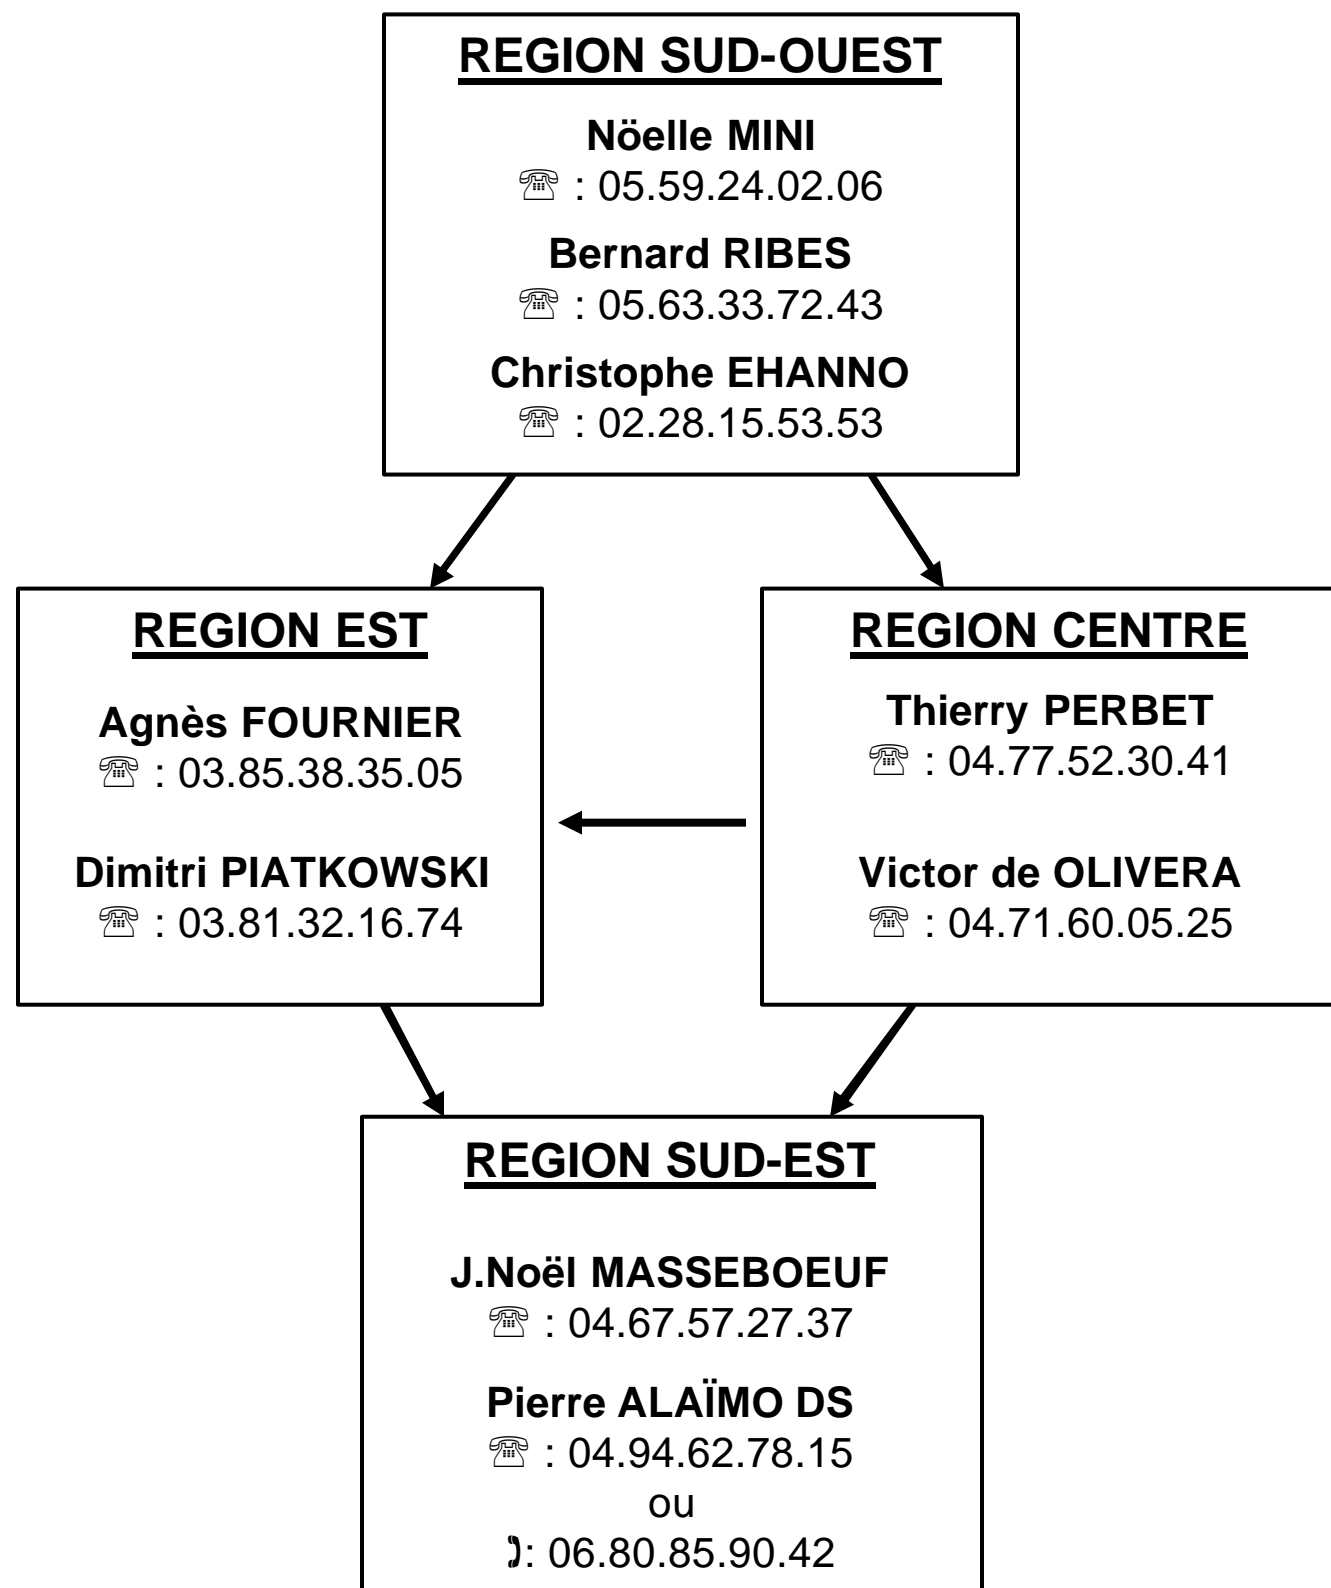 REGION SUD-OUEST
Nöelle MINI
☏ : 05.59.24.02.06
Bernard RIBES
☏ : 05.63.33.72.43
Christophe EHANNO
☏ : 02.28.15.53.53
REGION EST
Agnès FOURNIER
☏ : 03.85.38.35.05
Dimitri PIATKOWSKI
☏ : 03.81.32.16.74
REGION CENTRE
Thierry PERBET
☏ : 04.77.52.30.41
Victor de OLIVERA
☏ : 04.71.60.05.25
REGION SUD-EST
J.Noël MASSEBOEUF
☏ : 04.67.57.27.37
Pierre ALAÏMO DS
☏ : 04.94.62.78.15
ou
✆: 06.80.85.90.42